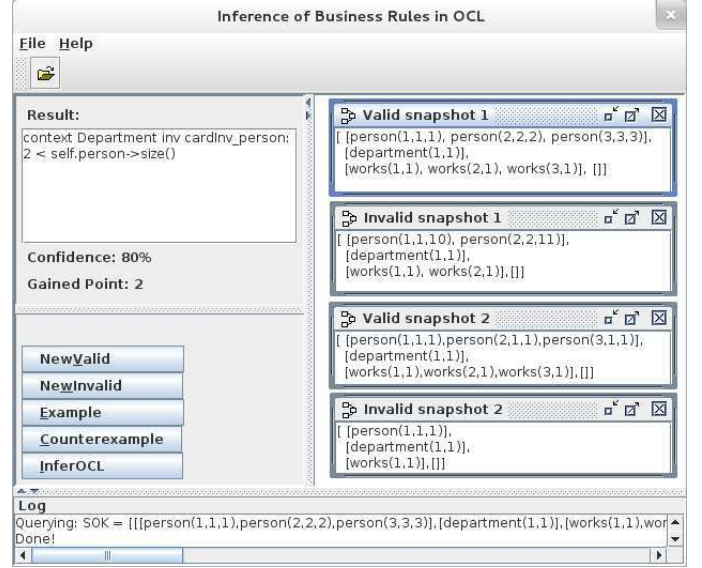 Inference of Business Rules in OCL
File Help
Result:
context Department inv cardInv_person:
2 < self.person->size()
Confidence: 80%
Gained Point: 2
NewValid
NewInvalid
Example
Counterexample
InferOCL
Valid snapshot 1
[ [person(1,1,1), person(2,2,2), person(3,3,3)],
[department(1,1)],
[works(1,1), works(2,1), works(3,1)], []]
Invalid snapshot 1
[ [person(1,1,10), person(2,2,11)],
[department(1,1)],
[works(1,1), works(2,1)],[]]
Valid snapshot 2
[ [person(1,1,1),person(2,1,1),person(3,1,1)],
[department(1,1)],
[works(1,1),works(2,1),works(3,1)],[]]
Invalid snapshot 2
[ [person(1,1,1)],
[department(1,1)],
[works(1,1)],[]]
Log
Querying: SOK = [[[person(1,1,1),person(2,2,2),person(3,3,3)],[department(1,1)],[works(1,1),wor
Done!